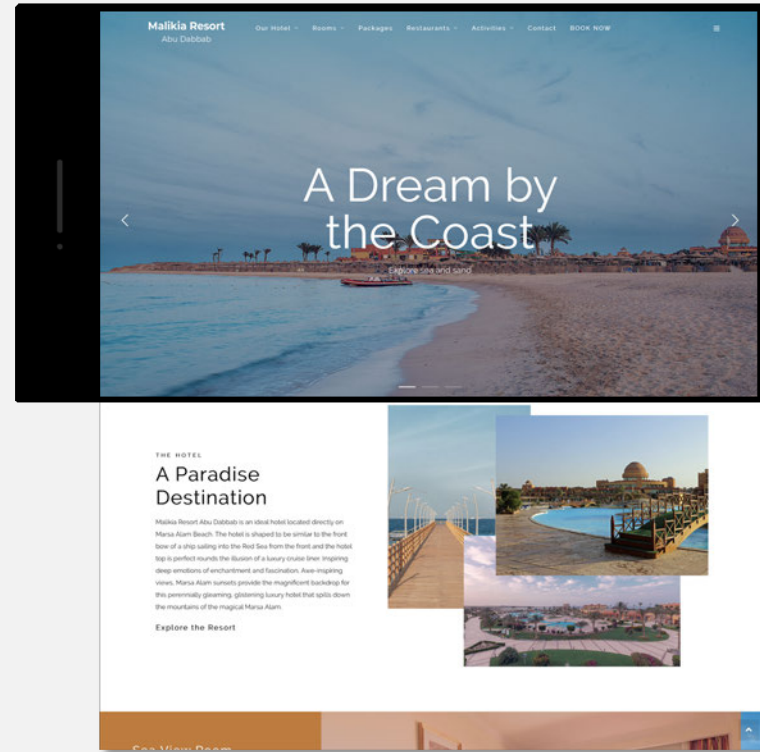 Malikia Resort
Abu Dabbab
Our Hotel Rooms Packages Restaurants Activities Contact BOOK NOW
A Dream by
the Coast
Explore sea and sand
THE HOTEL
A Paradise
Destination
Malikia Resort Abu Dabbab is an ideal hotel located directly on
Marsa Alam Beach. The hotel is shaped to be similar to the front
bow of a ship sailing into the Red Sea from the front and the hotel
top is perfect rounds the illusion of a luxury cruise liner. Inspiring
deep emotions of enchantment and fascination. Awe-inspiring
views, Marsa Alam sunsets provide the magnificent backdrop for
this perennially gleaming, glistening luxury hotel that spills down
the mountains of the magical Marsa Alam.
Explore the Resort
Sea View Room